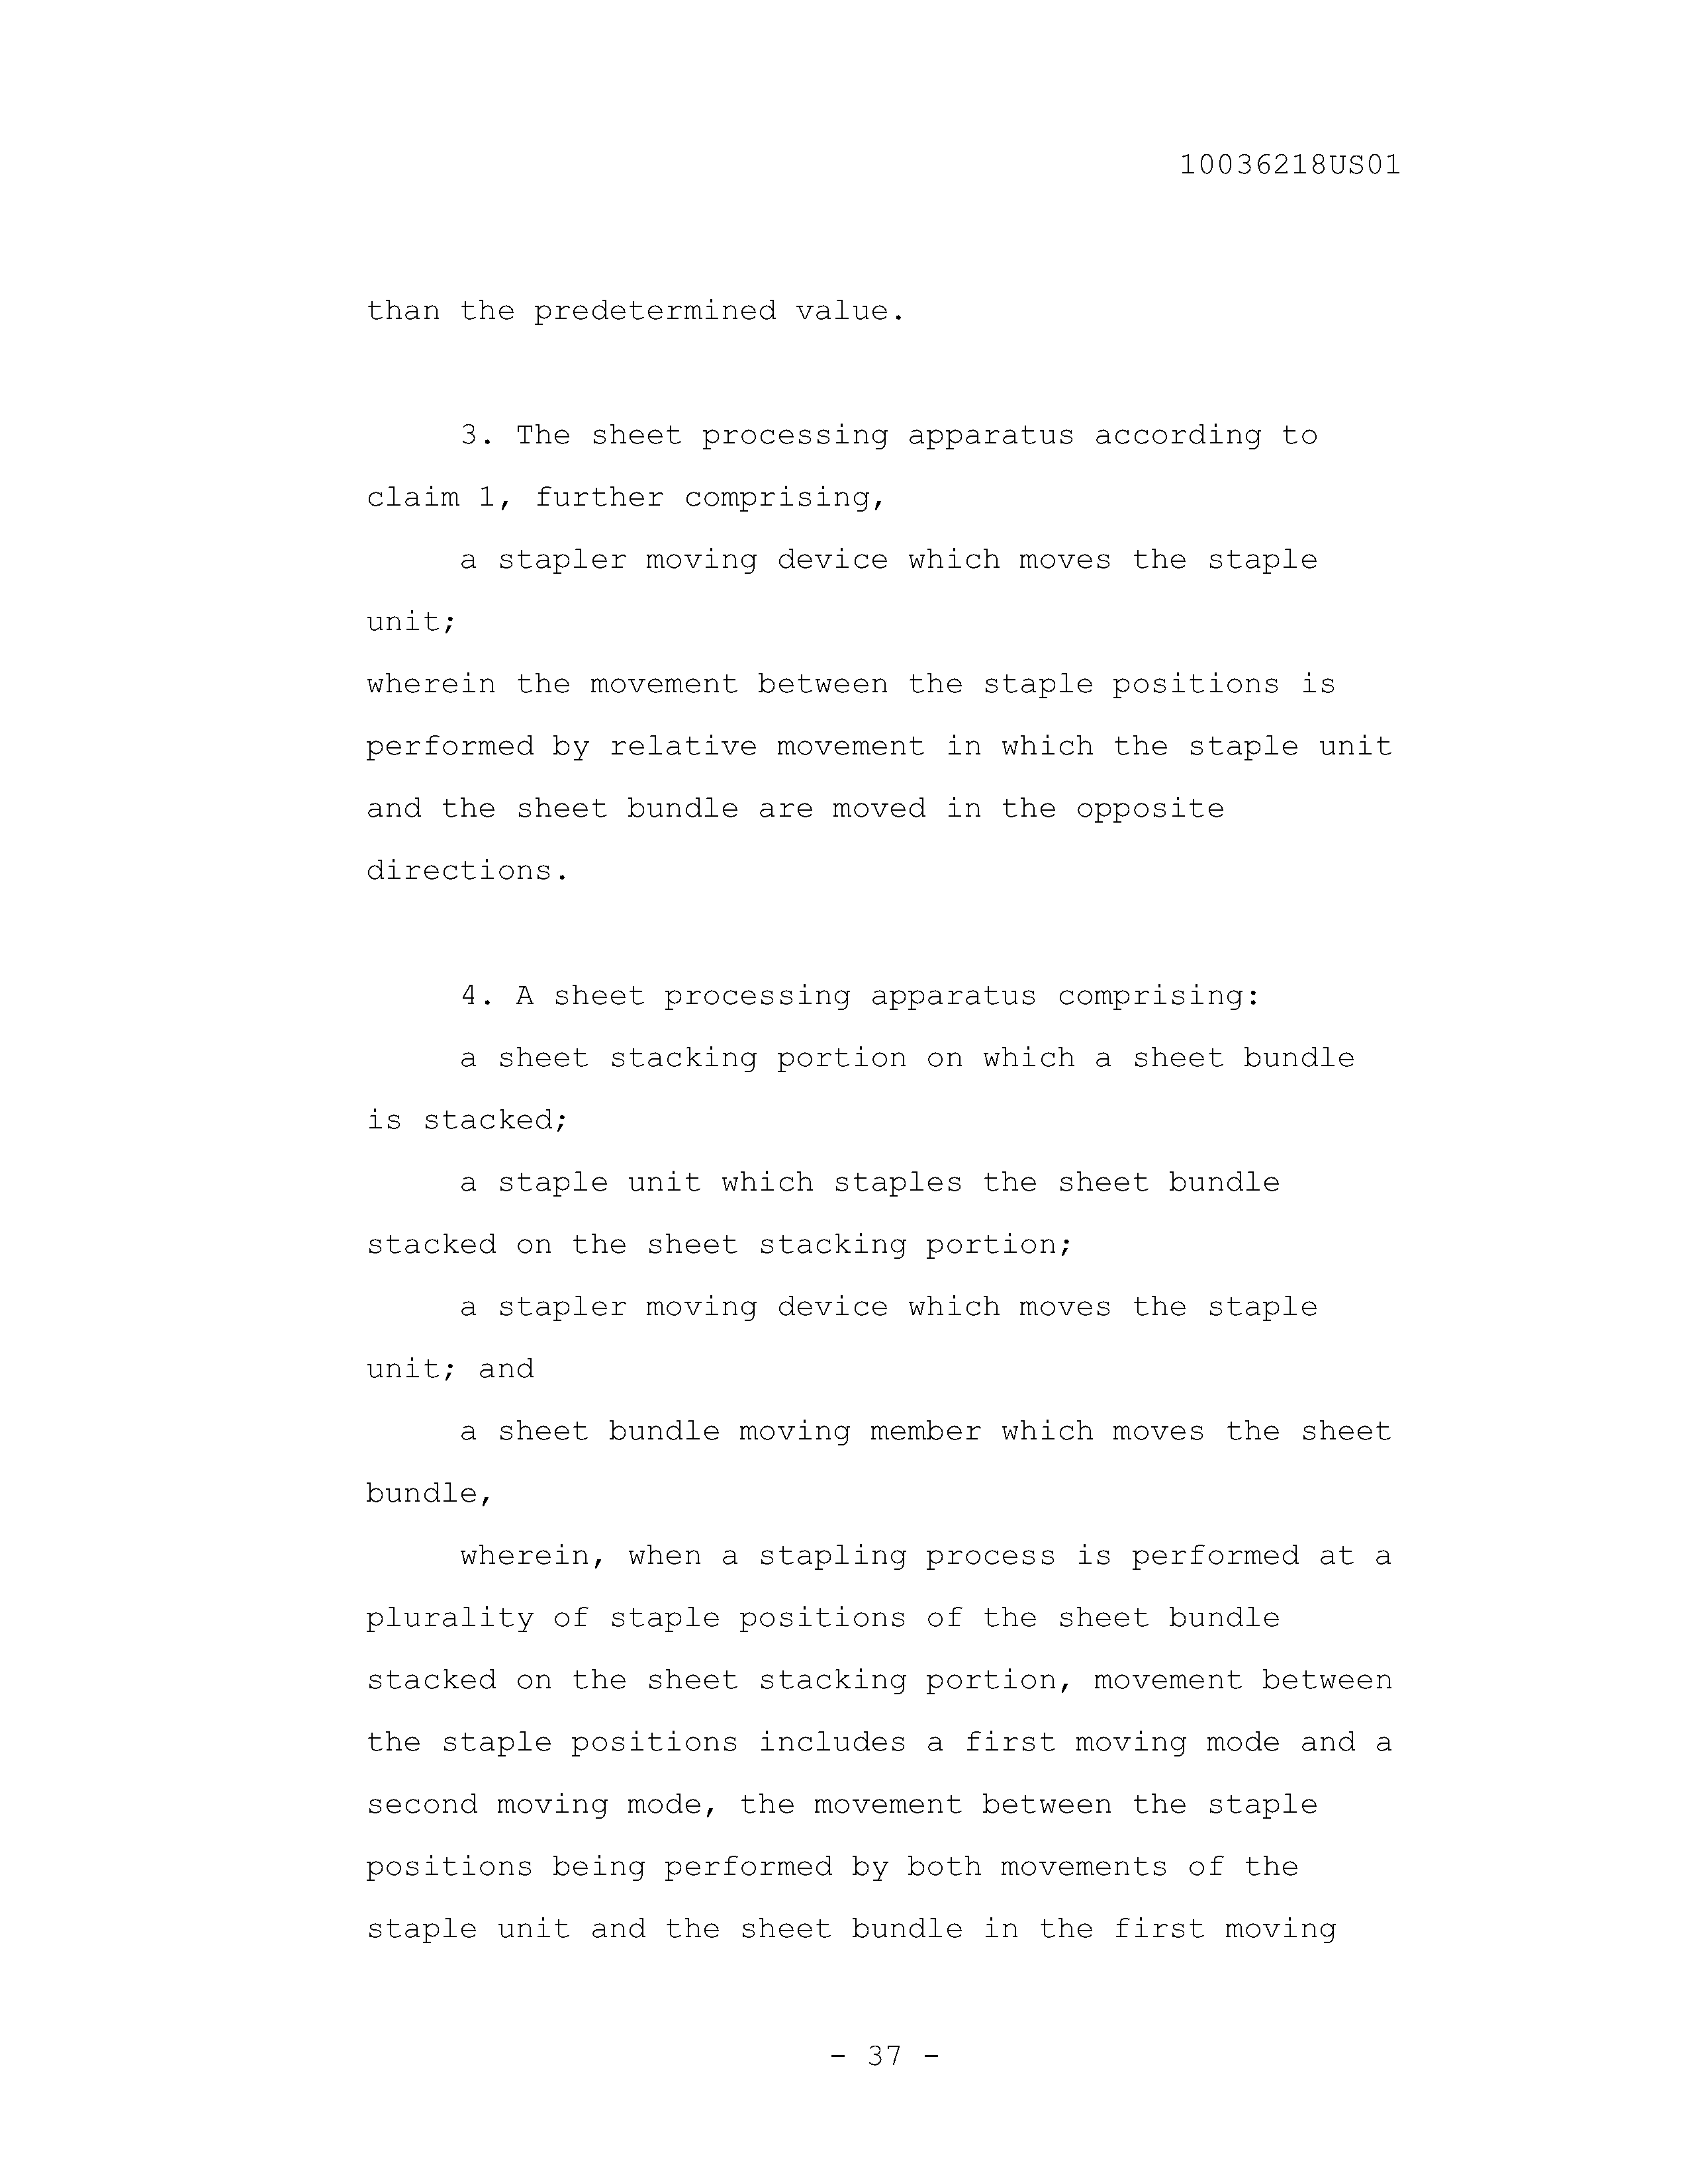 10036218US01
than the predetermined value.
3. The sheet processing apparatus according to
claim 1, further comprising,
a stapler moving device which moves the staple
unit;
wherein the movement between the staple positions is
performed by relative movement in which the staple unit
and the sheet bundle are moved in the opposite
directions.
4. A sheet processing apparatus comprising:
a sheet stacking portion on which a sheet bundle
is stacked;
a staple unit which staples the sheet bundle
stacked on the sheet stacking portion;
a stapler moving device which moves the staple
unit; and
a sheet bundle moving member which moves the sheet
bundle,
wherein, when a stapling process is performed at a
plurality of staple positions of the sheet bundle
stacked on the sheet stacking portion, movement between
the staple positions includes a first moving mode and a
second moving mode, the movement between the staple
positions being performed by both movements of the
staple unit and the sheet bundle in the first moving
- 37 -